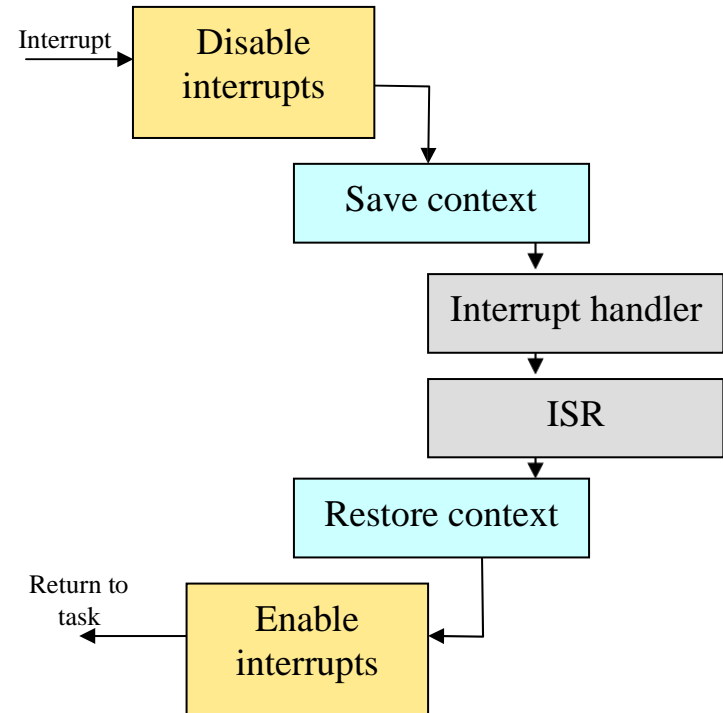 Interrupt
Disable
interrupts
Save context
Interrupt handler
ISR
Restore context
Return to
task
Enable
interrupts